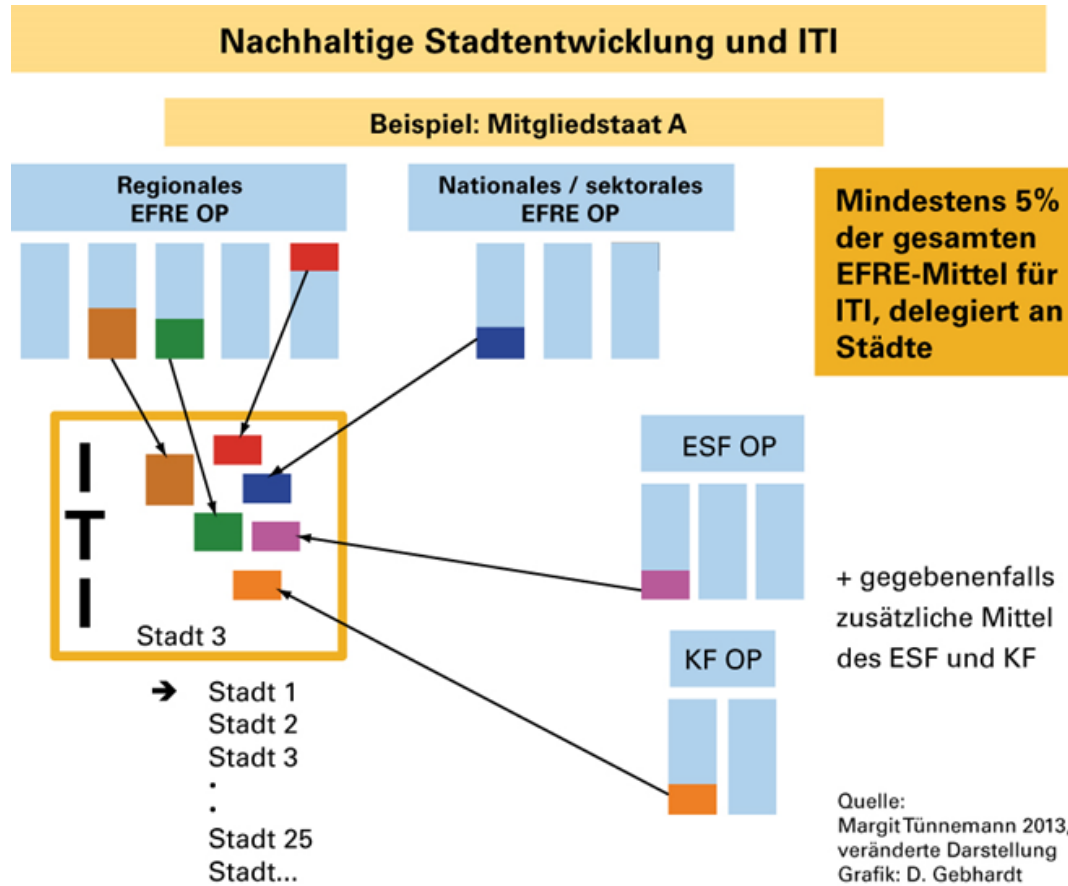 Nachhaltige Stadtentwicklung und ITI
Beispiel: Mitgliedstaat A
Regionales
EFRE OP
Nationales / sektorales
EFRE OP
Mindestens 5%
der gesamten
EFRE-Mittel für
ITI, delegiert an
Städte
I
T
I
Stadt 3
ESF OP
+ gegebenenfalls
zusätzliche Mittel
des ESF und KF
KF OP
➔ Stadt 1
Stadt 2
Stadt 3
.
.
Stadt 25
Stadt...
Quelle:
Margit Tünnemann 2013,
veränderte Darstellung
Grafik: D. Gebhardt